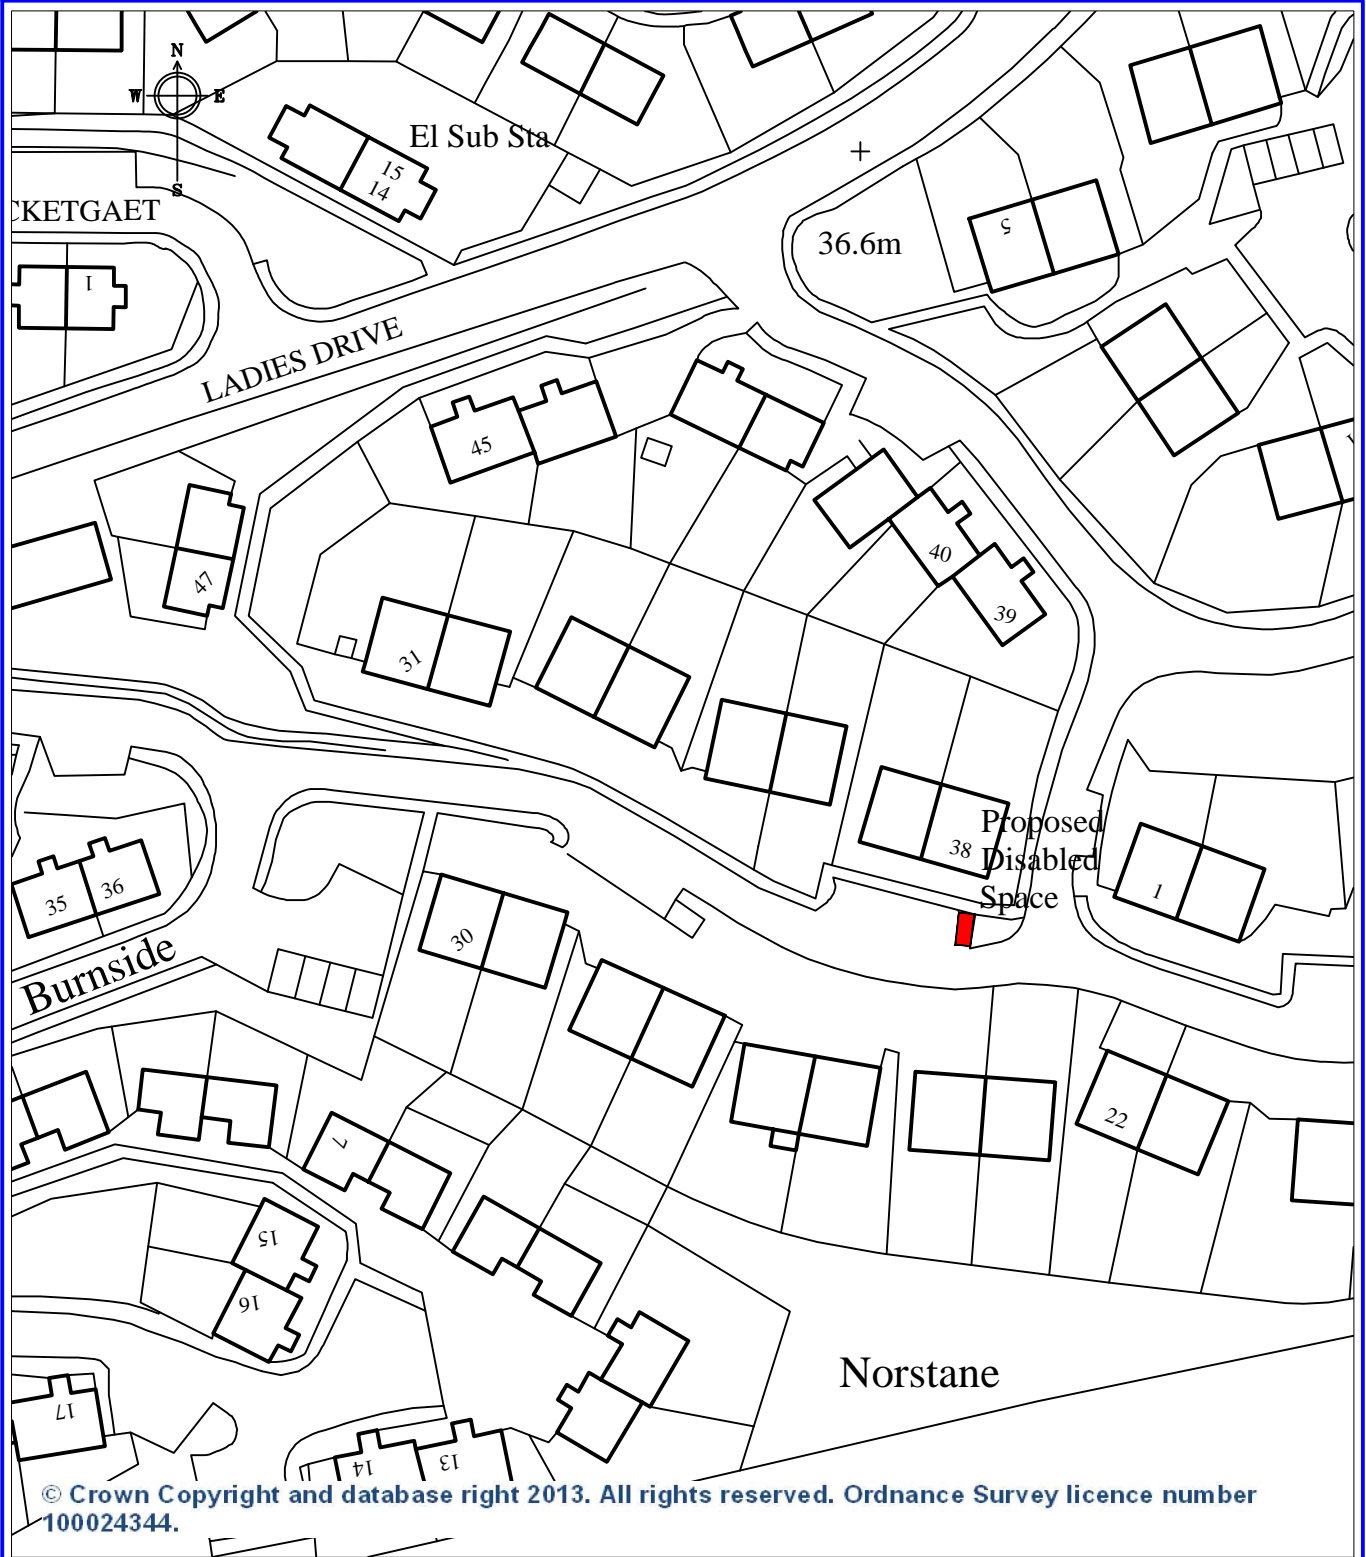 N
W E
S
El Sub Sta
15
14
CKETGAET
1
5
36.6m
LADIES DRIVE
45
47
40
39
31
Proposed
Disabled
Space
38
1
35
36
30
Burnside
22
7
15
16
Norstane
17
14
13
© Crown Copyright and database right 2013. All rights reserved. Ordnance Survey licence number
100024344.